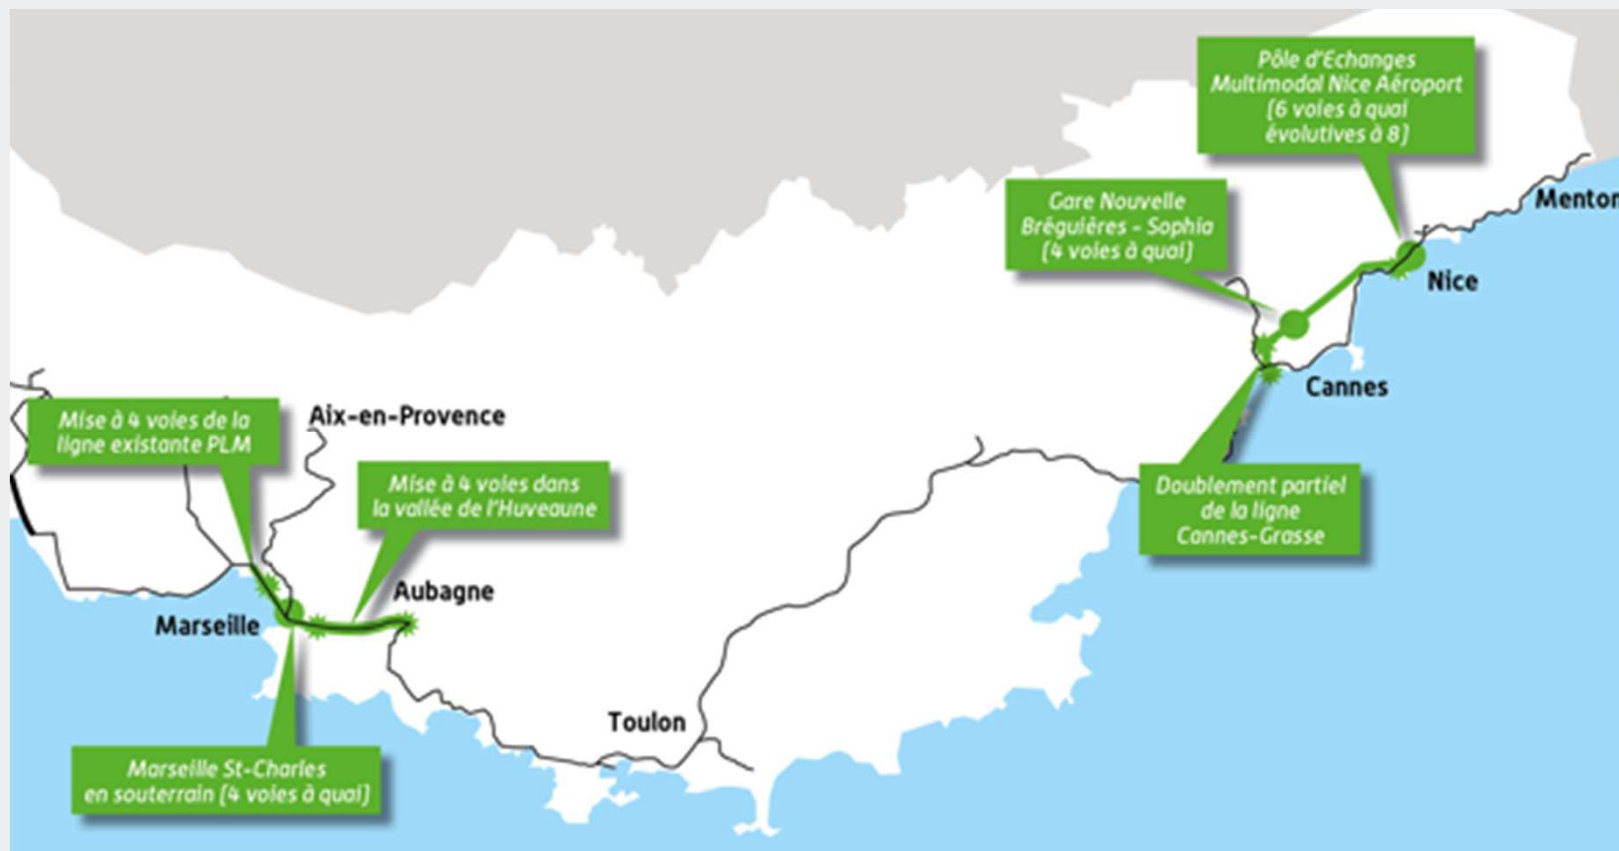 Pôle d'Echanges
Multimodal Nice Aéroport
(6 voies à quai
évolutives à 8)
Gare Nouvelle
Bréguières - Sophia
(4 voies à quai)
Menton
Nice
Cannes
Mise à 4 voies de la
ligne existante PLM
Aix-en-Provence
Mise à 4 voies dans
la vallée de l'Huveaune
Doublement partiel
de la ligne
Cannes-Grasse
Aubagne
Marseille
Toulon
Marseille St-Charles
en souterrain (4 voies à quai)